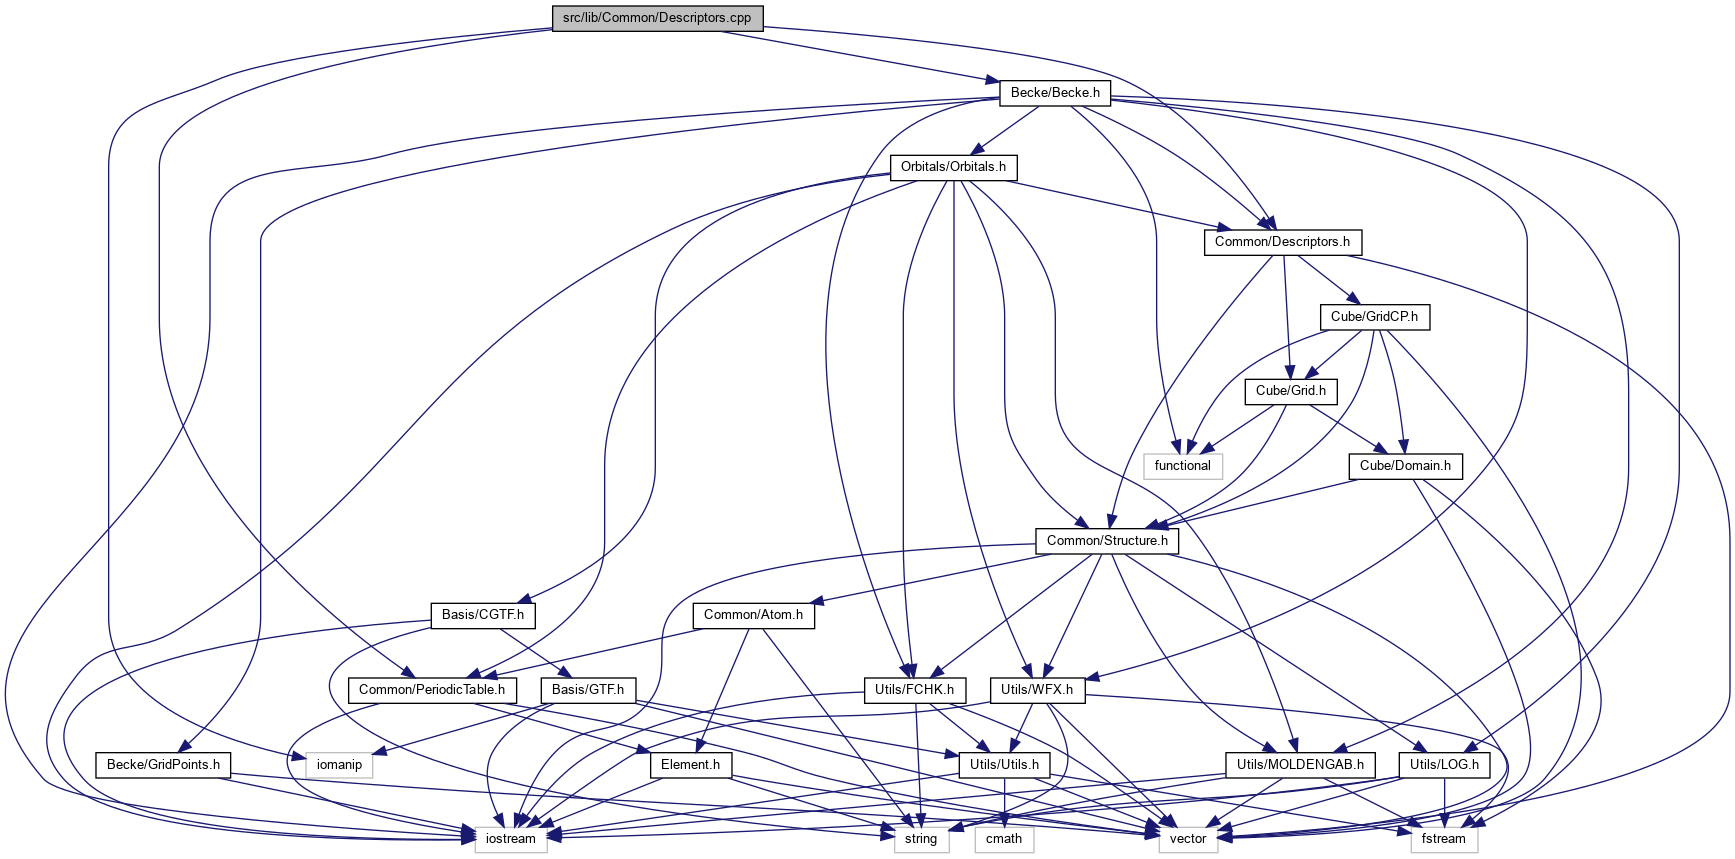 src/lib/Common/Descriptors.cpp
Becke/Becke.h
Orbitals/Orbitals.h
Common/Descriptors.h
Cube/GridCP.h
Cube/Grid.h
functional
Cube/Domain.h
Common/Structure.h
Basis/CGTF.h
Common/Atom.h
Common/PeriodicTable.h
Basis/GTF.h
Utils/FCHK.h
Utils/WFX.h
Becke/GridPoints.h
iomanip
Element.h
Utils/Utils.h
Utils/MOLDENGAB.h
Utils/LOG.h
iostream
string
cmath
vector
fstream